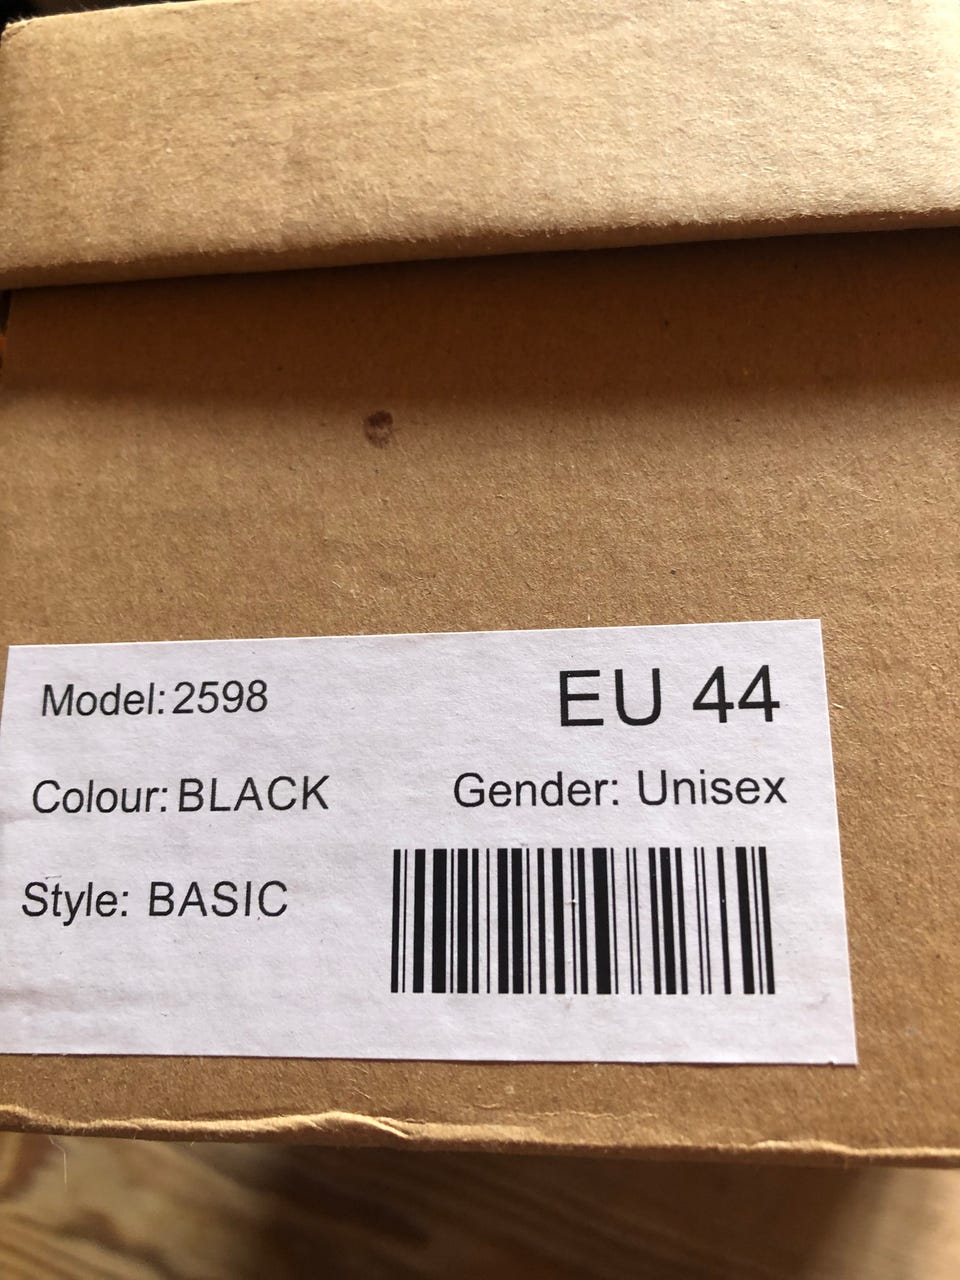 Model: 2598
EU 44
Colour: BLACK
Gender: Unisex
Style: BASIC